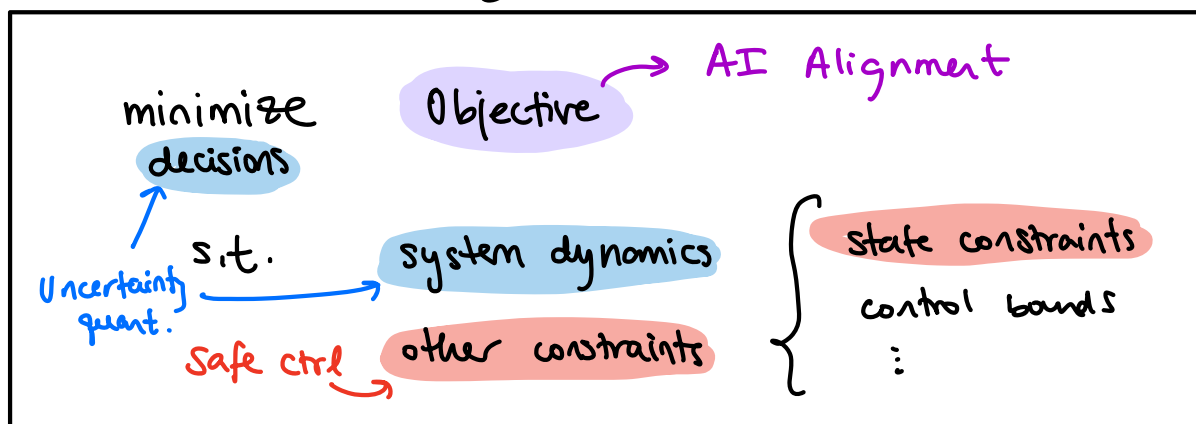 minimize Objective → AI Alignment
decisions
s.t. system dynamics
Uncertainty
quant.
safe ctrl
other constraints
state constraints
control bounds
⋮